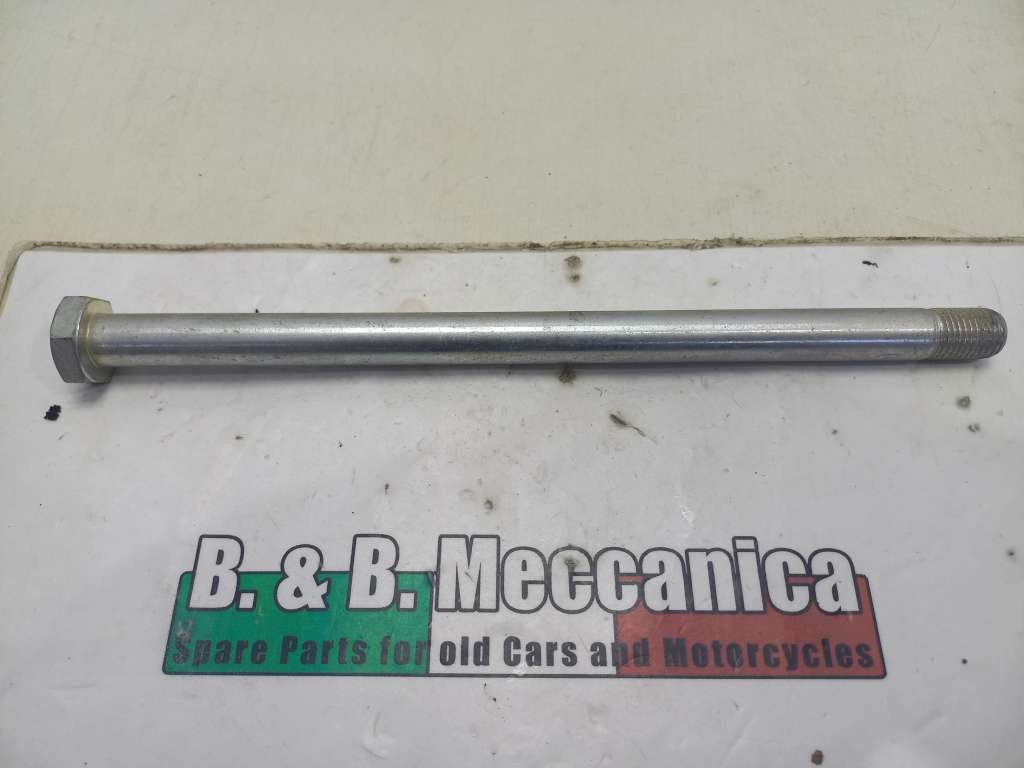 B. & B. Meccanica
Spare Parts for old Cars and Motorcycles